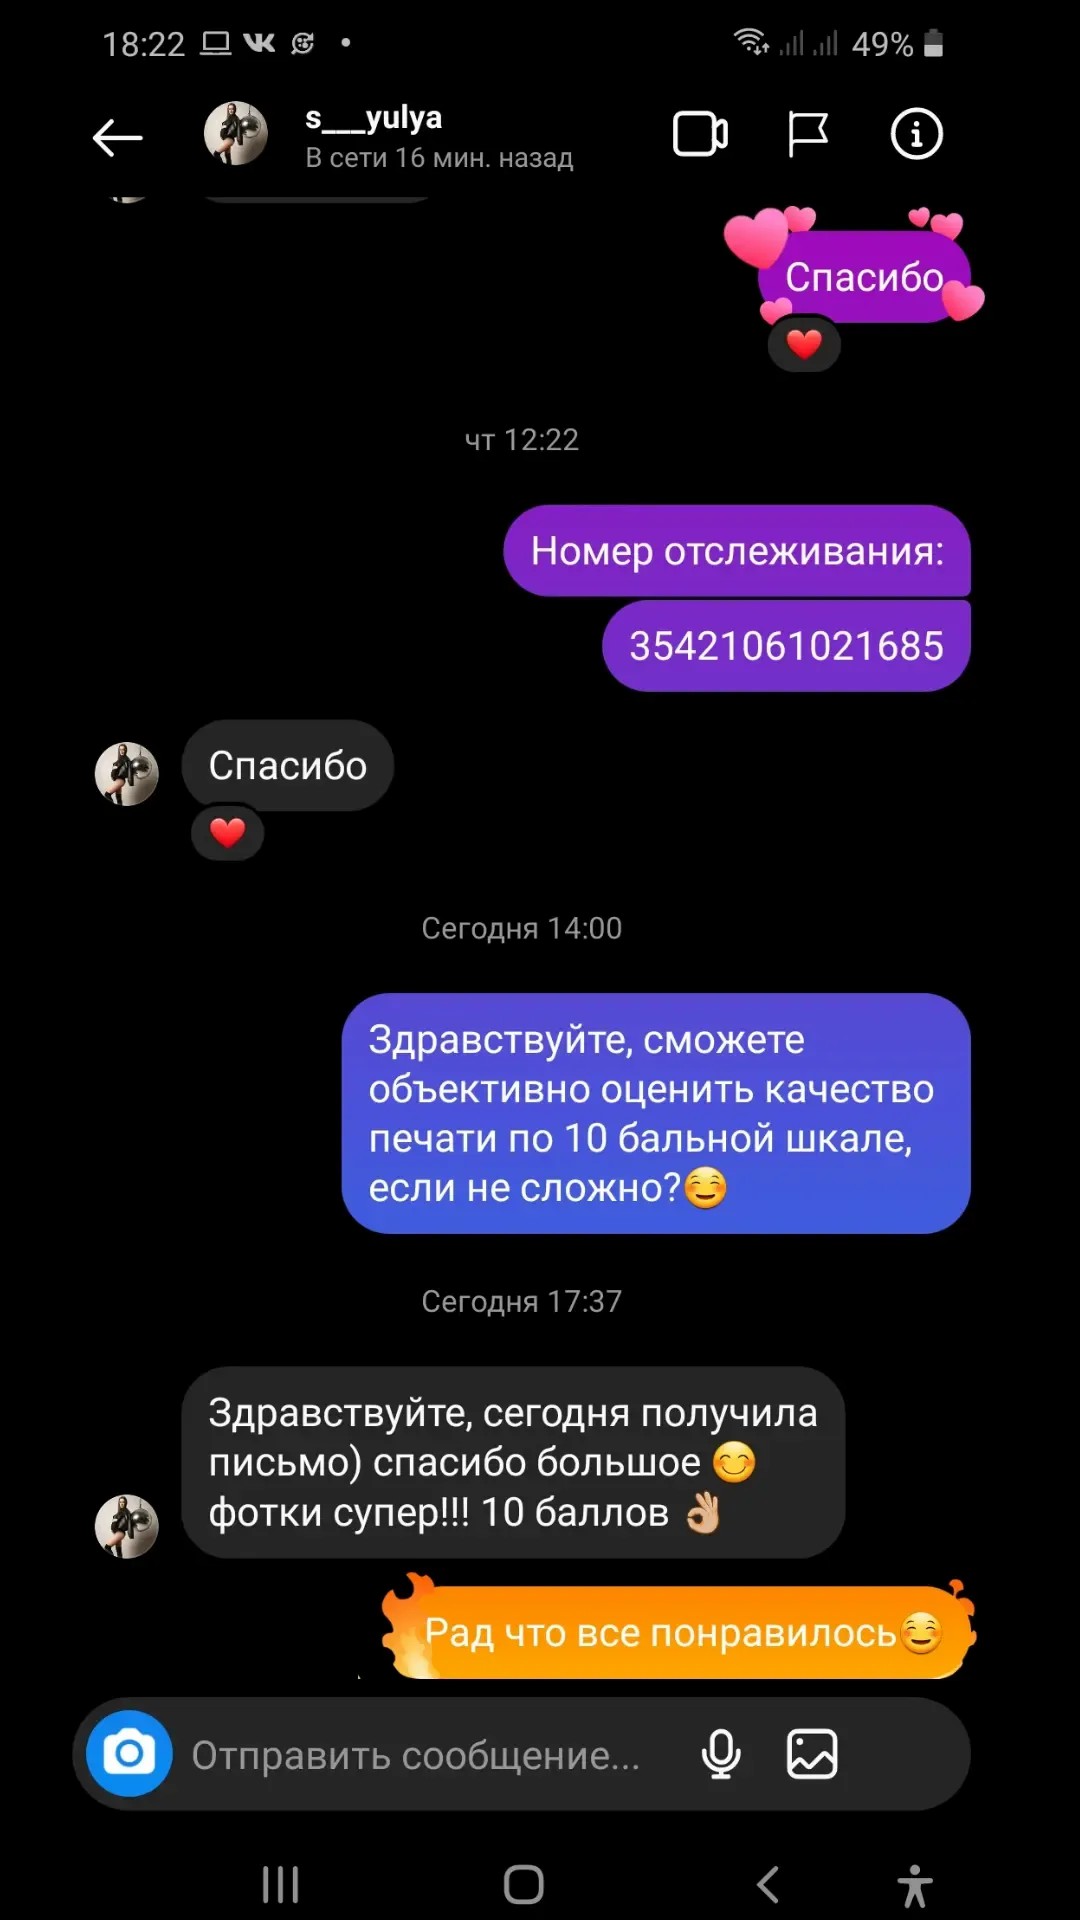 18:22
49%
s___yulya
В сети 16 мин. назад
Спасибо
чт 12:22
Номер отслеживания:
35421061021685
Спасибо
Сегодня 14:00
Здравствуйте, сможете
объективно оценить качество
печати по 10 бальной шкале,
если не сложно?😊
Сегодня 17:37
Здравствуйте, сегодня получила
письмо) спасибо большое 😊
фотки супер!!! 10 баллов 👌🏼
Рад что все понравилось😊
Отправить сообщение...